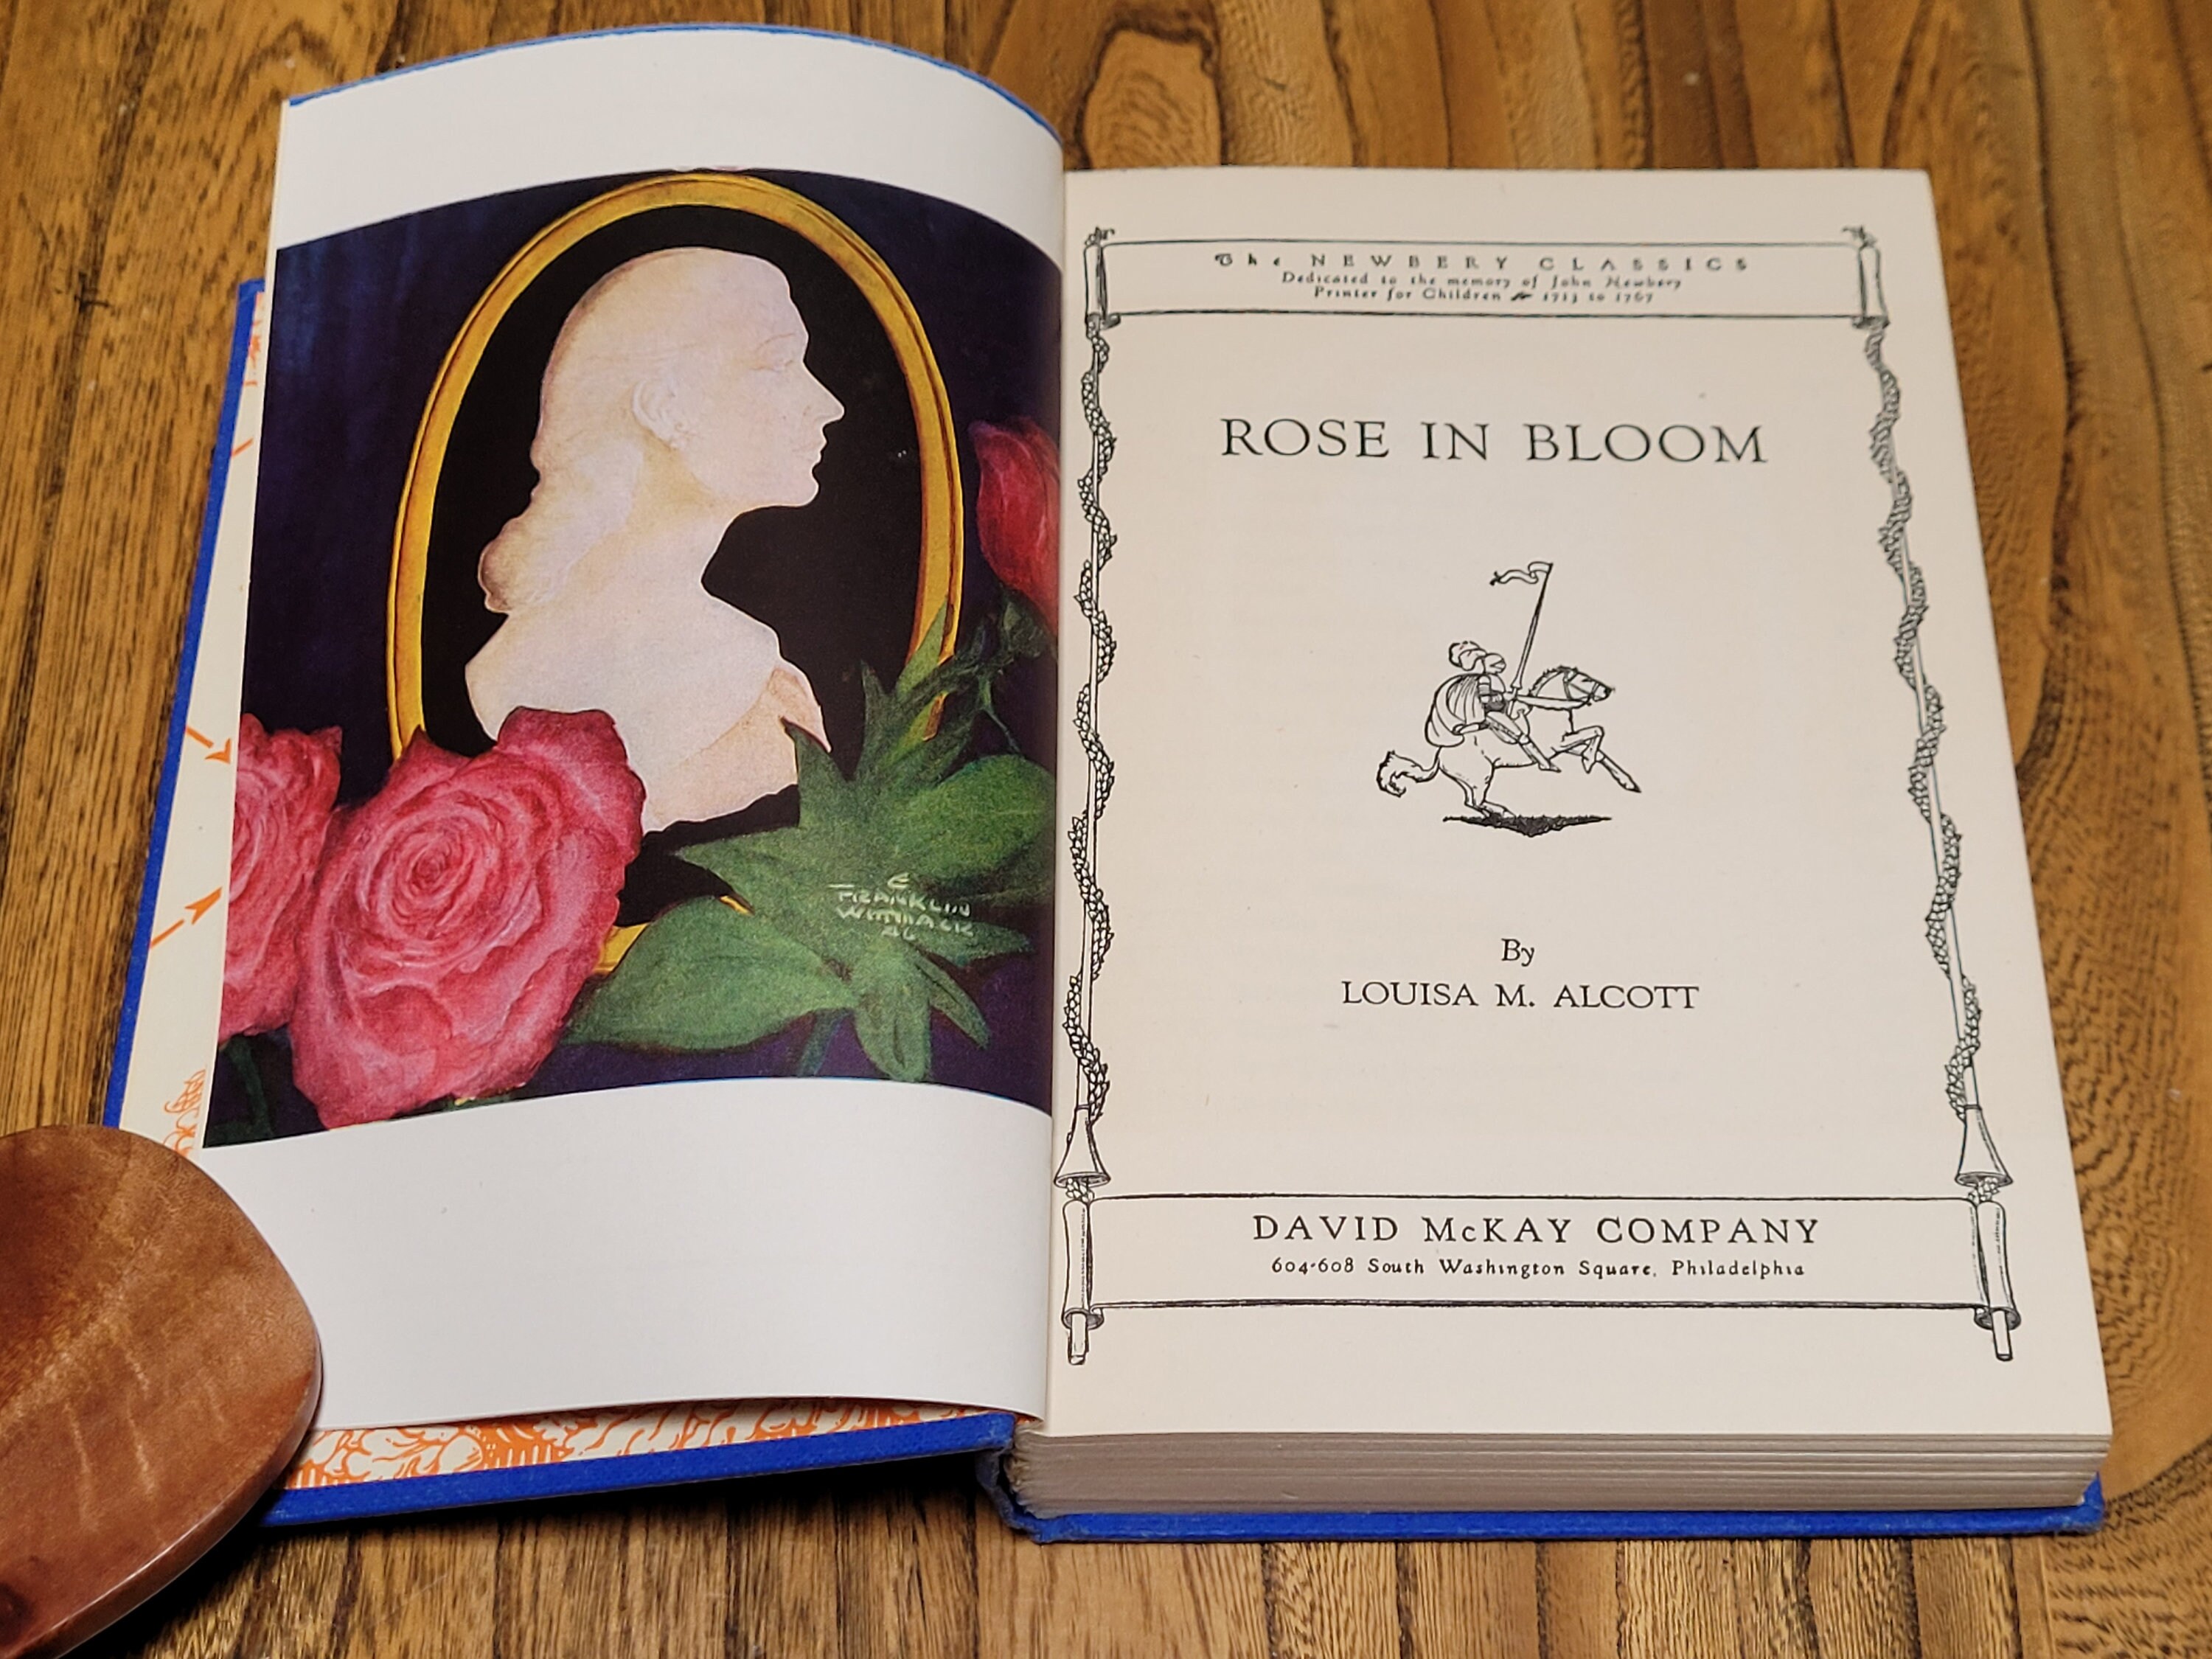 E
FRANKLIN
WITTMACK
46
The NEWBERY CLASSICS
Dedicated to the memory of John Newbery
Printer for Children 1713 to 1767
ROSE IN BLOOM
By
LOUISA M. ALCOTT
DAVID McKAY COMPANY
604-608 South Washington Square, Philadelphia